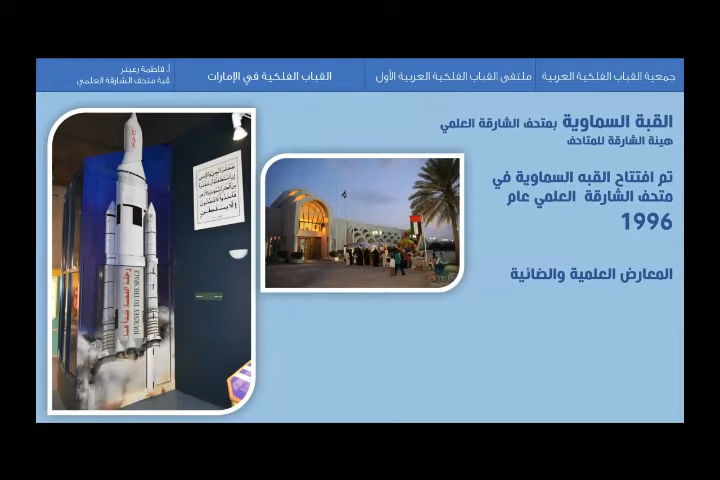 جمعية القباب الفلكية العربية
ملتقى القباب الفلكية العربية الأول
القباب الفلكية في الإمارات
أ. فاطمة زعيتر
قبة متحف الشارقة العلمي
القبة السماوية بمتحف الشارقة العلمي
هيئة الشارقة للمتاحف
تم افتتاح القبه السماوية في
متحف الشارقة العلمي عام
1996
المعارض العلمية والضائية
JOURNEY TO THE SPACE